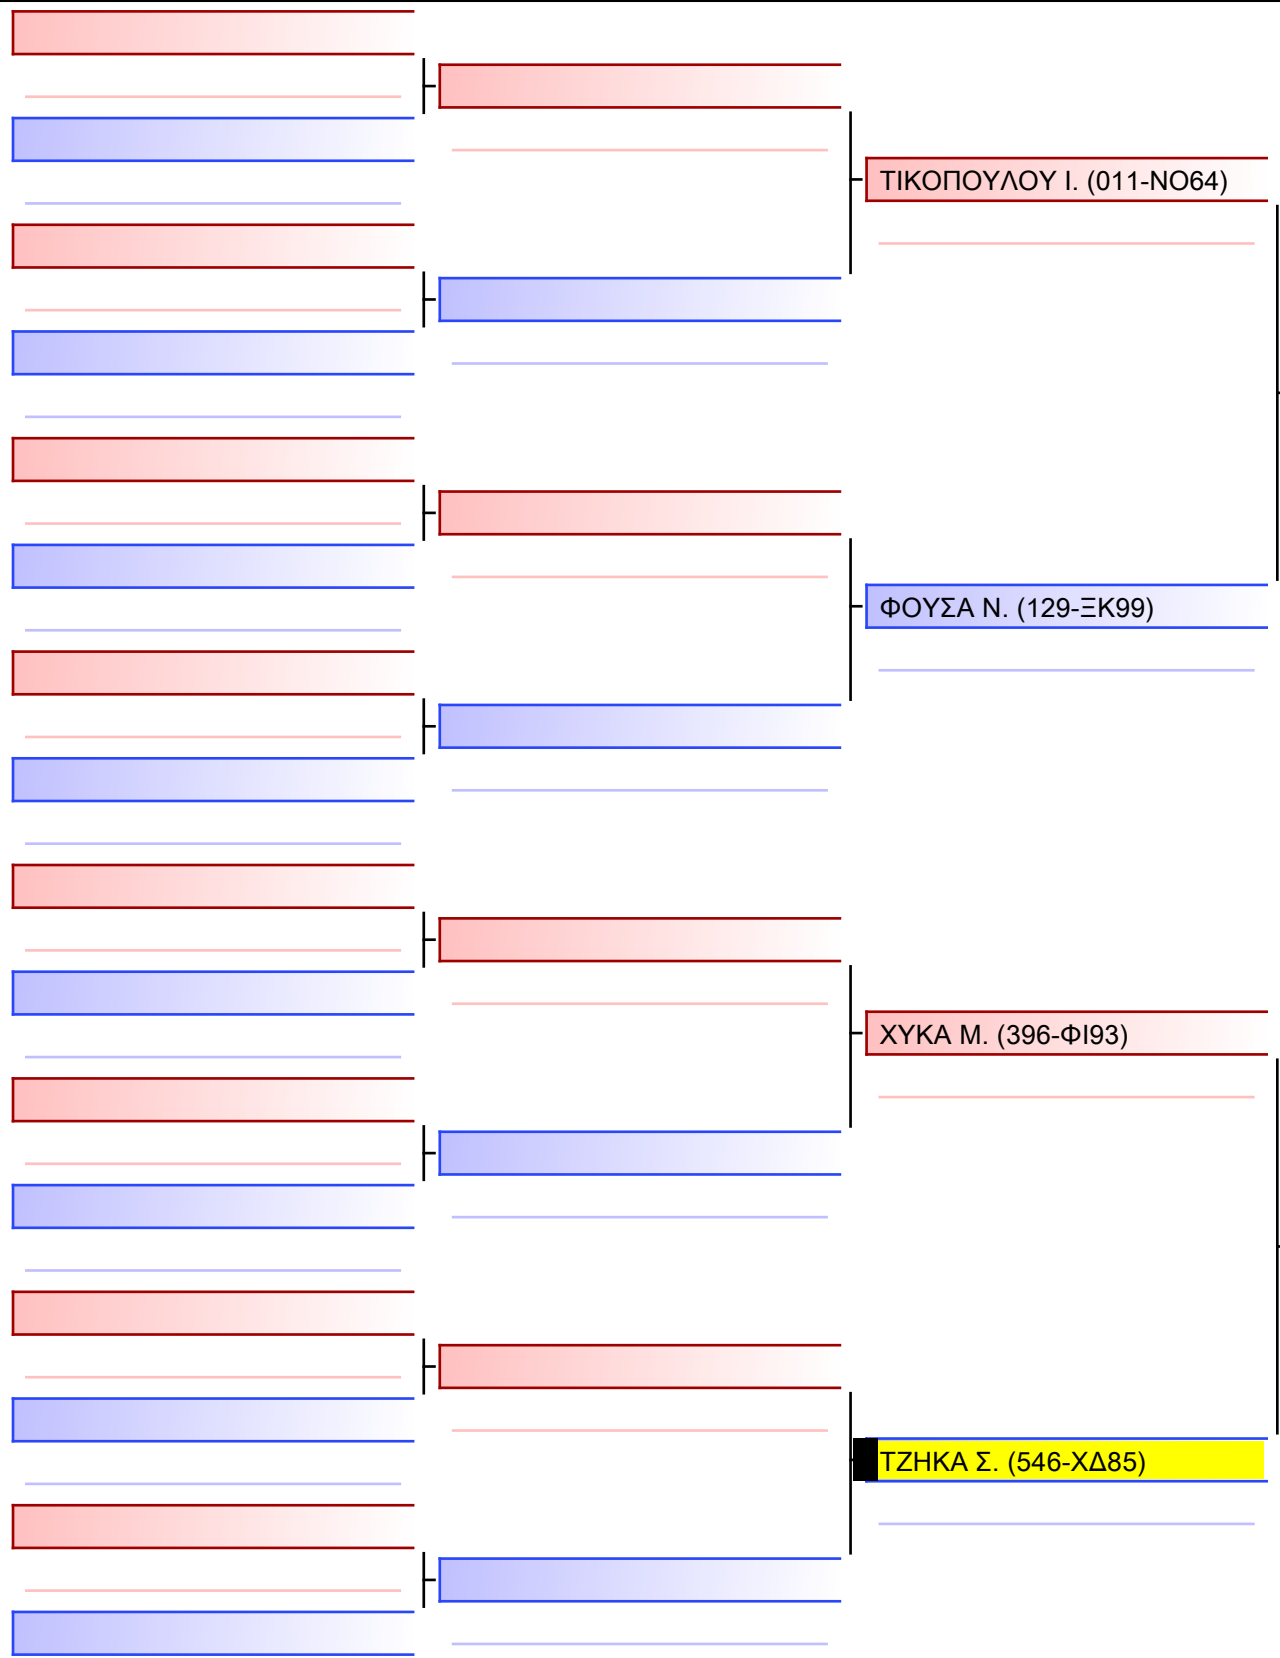 ΤΙΚΟΠΟΥΛΟΥ Ι. (011-ΝΟ64)
ΦΟΥΣΑ Ν. (129-ΞΚ99)
ΧΥΚΑ Μ. (396-ΦΙ93)
ΤΖΗΚΑ Σ. (546-ΧΔ85)